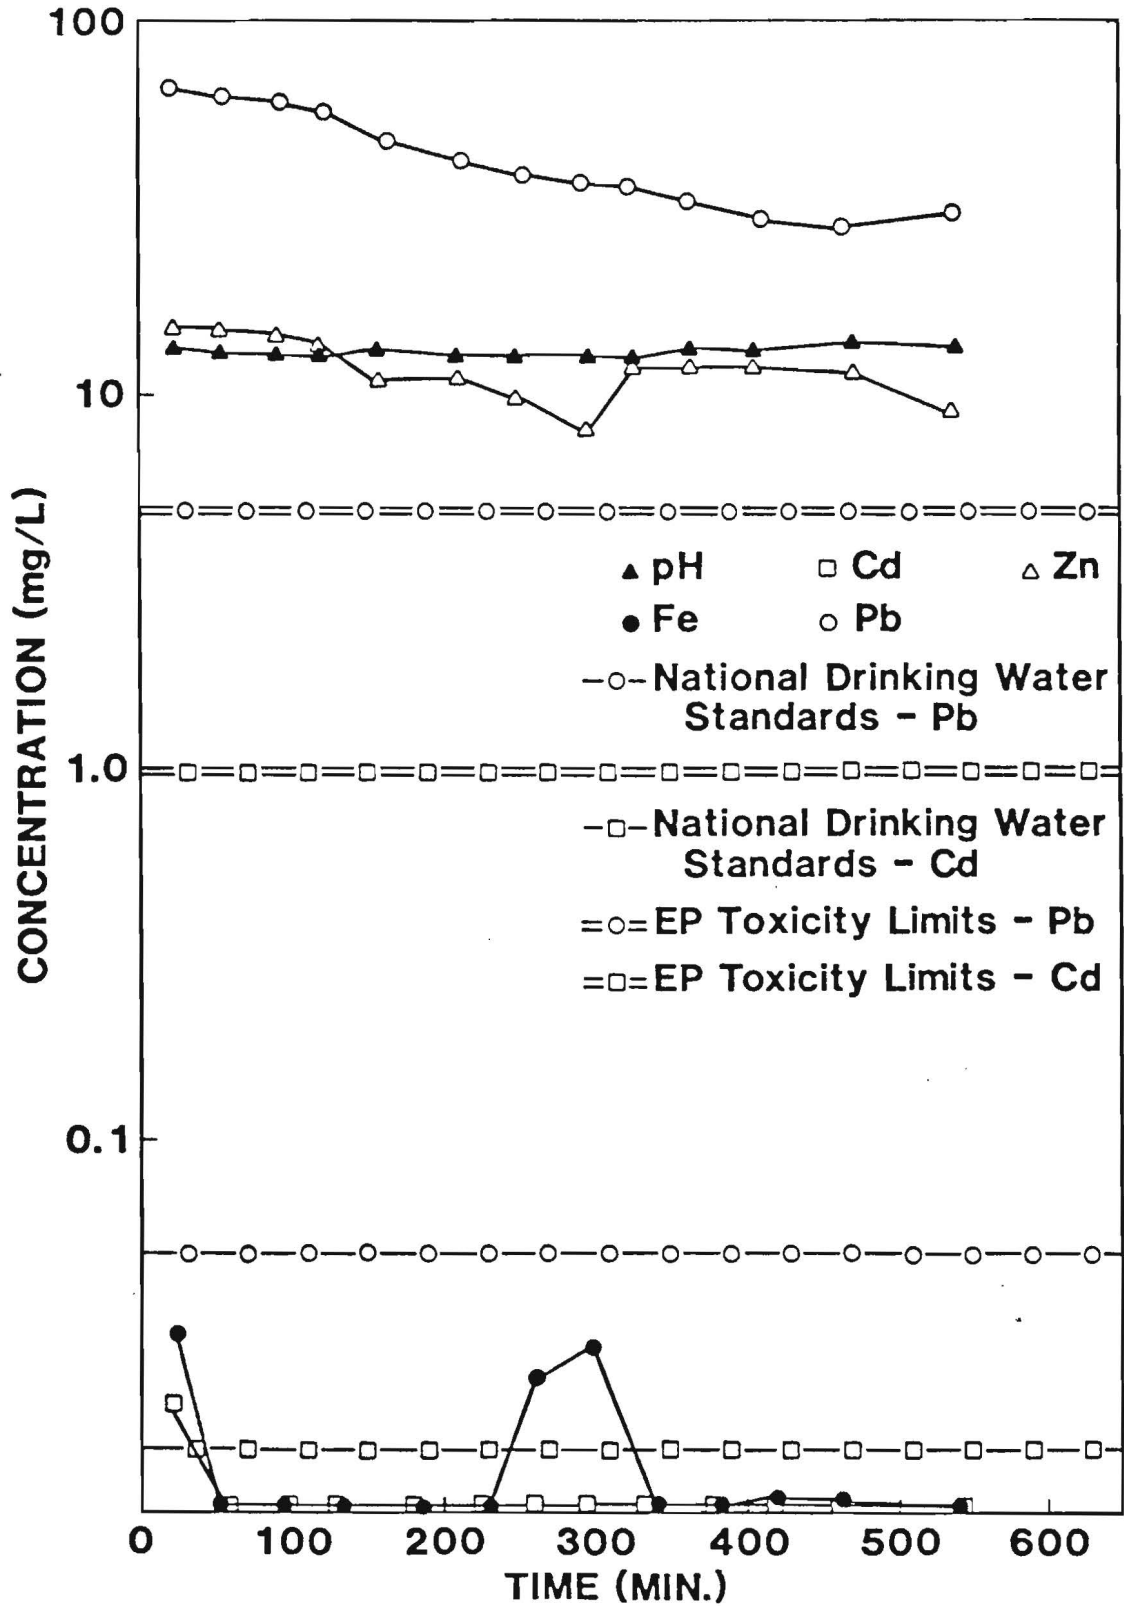 100
10
1.0
0.1
CONCENTRATION (mg/L)
pH Cd Zn
Fe Pb
National Drinking Water
Standards - Pb
National Drinking Water
Standards - Cd
EP Toxicity Limits - Pb
EP Toxicity Limits - Cd
0 100 200 300 400 500 600
TIME (MIN.)